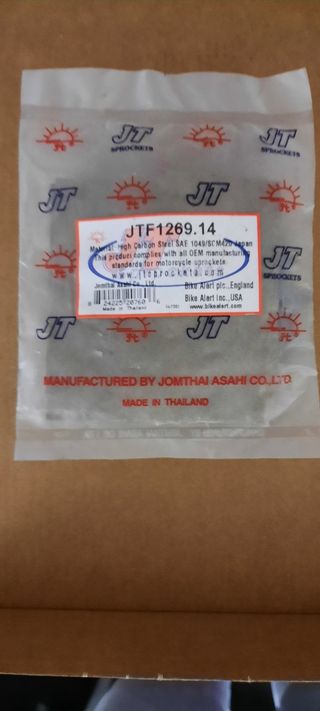 JT
SPROCKETS
JT
SPROCKETS
JT
JT
JTF1269.14
Material: High Carbon Steel SAE 1049/SCM420 Japan
This product complies with all OEM manufacturing
standards for motorcycle sprockets
www.jtsprockets.com
Jomthai Asahi Co., Ltd.
Bike Alert plc.,England
Bike Alert Inc.,USA
www.bikealert.com
Made in Thailand
JT
SPROCKETS
JT
JT
MANUFACTURED BY JOMTHAI ASAHI CO.,LTD.
MADE IN THAILAND